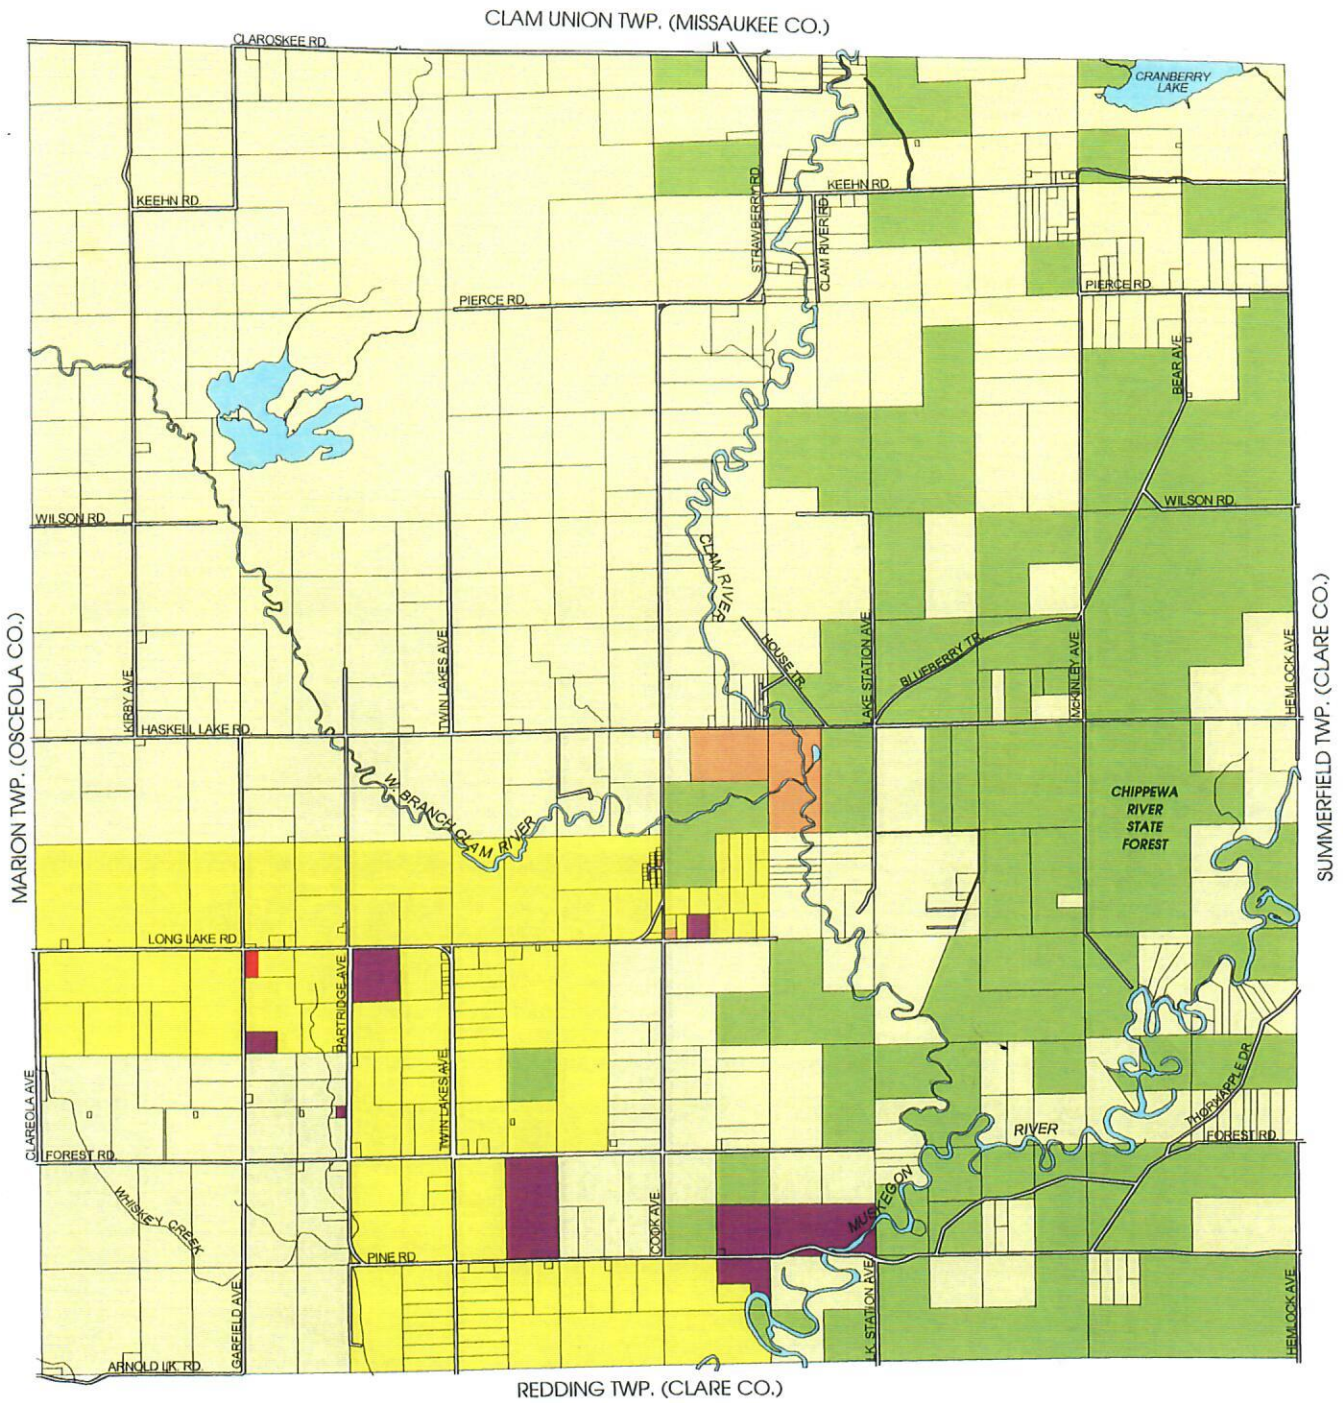 CLAM UNION TWP. (MISSAUKEE CO.)
CLAROSKEE RD.
CRANBERRY
LAKE
KEEHN RD.
KEEHN RD.
STRAWBERRY RD.
CLAM RIVER RD.
PIERCE RD.
PIERCE RD.
BEAR AVE
WILSON RD.
WILSON RD.
CLAM RIVER
MARION TWP. (OSCEOLA CO.)
SUMMERFIELD TWP. (CLARE CO.)
KIRBY AVE
TWIN LAKES AVE
HOUSE TR.
LAKE STATION AVE
BLUEBERRY TR.
McKINLEY AVE
HEMLOCK AVE
HASKELL LAKE RD.
W. BRANCH CLAM RIVER
CHIPPEWA
RIVER
STATE
FOREST
LONG LAKE RD
PARTRIDGE AVE
CLAREOLA AVE
TWIN LAKES AVE
THORNAPPLE DR
FOREST RD.
RIVER
FOREST RD.
WHISKEY CREEK
MUSKEGON
COOK AVE
PINE RD.
GARFIELD AVE
LK STATION AVE
HEMLOCK AVE
ARNOLD LK. RD.
REDDING TWP. (CLARE CO.)